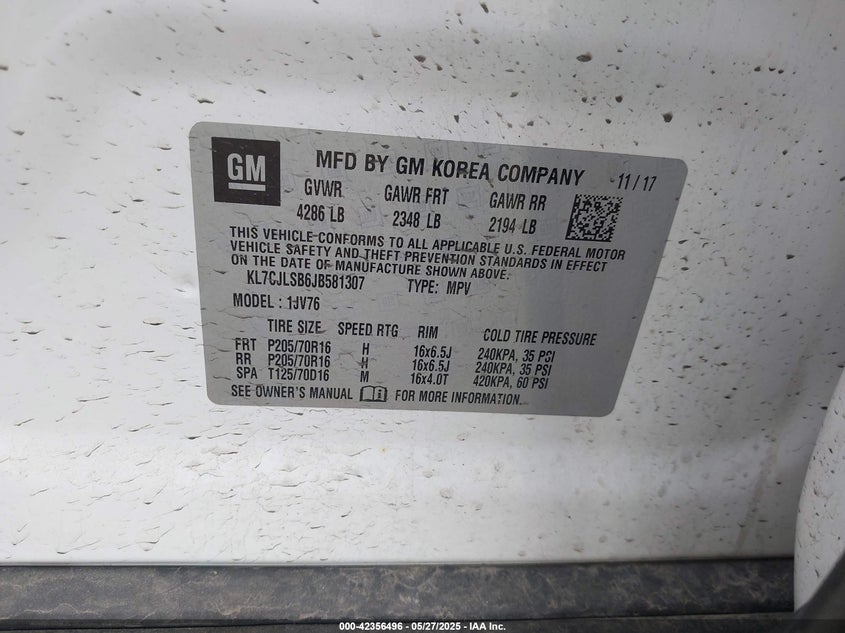 GM MFD BY GM KOREA COMPANY 11/17
GVWR GAWR FRT GAWR RR
4286 LB 2348 LB 2194 LB
THIS VEHICLE CONFORMS TO ALL APPLICABLE U.S. FEDERAL MOTOR
VEHICLE SAFETY AND THEFT PREVENTION STANDARDS IN EFFECT
ON THE DATE OF MANUFACTURE SHOWN ABOVE.
KL7CJLSB6JB581307 TYPE: MPV
MODEL : 1JV76
TIRE SIZE SPEED RTG RIM COLD TIRE PRESSURE
FRT P205/70R16 H 16x6.5J 240KPA, 35 PSI
RR P205/70R16 H 16x6.5J 240KPA, 35 PSI
SPA T125/70D16 M 16x4.0T 420KPA, 60 PSI
SEE OWNER'S MANUAL FOR MORE INFORMATION.
000-42356496 - 05/27/2025 - IAA Inc.